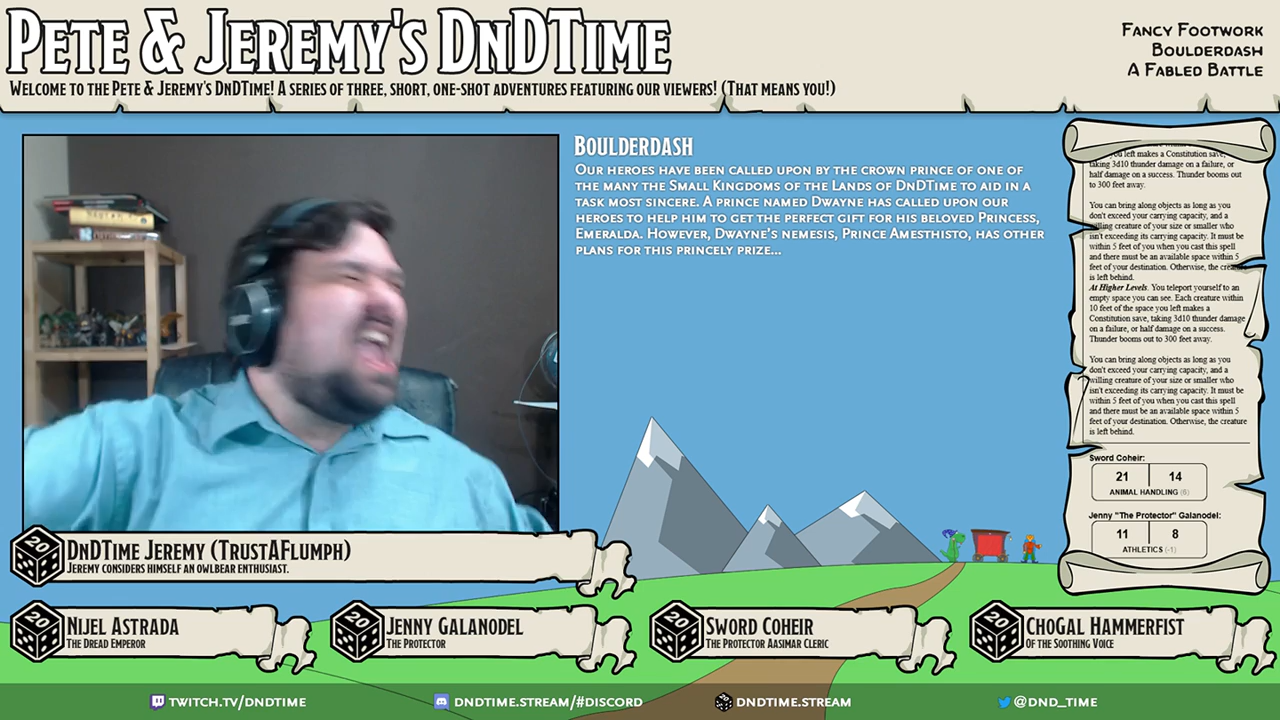 PETE & JEREMY'S DNDTIME
WELCOME TO THE PETE & JEREMY'S DNDTIME! A SERIES OF THREE, SHORT, ONE-SHOT ADVENTURES FEATURING OUR VIEWERS! (THAT MEANS YOU!)
FANCY FOOTWORK
BOULDERDASH
A FABLED BATTLE
BOULDERDASH
OUR HEROES HAVE BEEN CALLED UPON BY THE CROWN PRINCE OF ONE OF
THE MANY THE SMALL KINGDOMS OF THE LANDS OF DNDTIME TO AID IN A
TASK MOST SINCERE. A PRINCE NAMED DWAYNE HAS CALLED UPON OUR
HEROES TO HELP HIM TO GET THE PERFECT GIFT FOR HIS BELOVED PRINCESS,
EMERALDA. HOWEVER, DWAYNE'S NEMESIS, PRINCE AMESTHISTO, HAS OTHER
PLANS FOR THIS PRINCELY PRIZE...
you left makes a Constitution save,
taking 3d10 thunder damage on a failure, or
half damage on a success. Thunder booms out
to 300 feet away.
You can bring along objects as long as you
don't exceed your carrying capacity, and a
willing creature of your size or smaller who
isn't exceeding its carrying capacity. It must be
within 5 feet of you when you cast this spell
and there must be an available space within 5
feet of your destination. Otherwise, the creature
is left behind.
At Higher Levels. You teleport yourself to an
empty space you can see. Each creature within
10 feet of the space you left makes a
Constitution save, taking 3d10 thunder damage
on a failure, or half damage on a success.
Thunder booms out to 300 feet away.
You can bring along objects as long as you
don't exceed your carrying capacity, and a
willing creature of your size or smaller who
isn't exceeding its carrying capacity. It must be
within 5 feet of you when you cast this spell
and there must be an available space within 5
feet of your destination. Otherwise, the creature
is left behind.
Sword Coheir:
21 14
ANIMAL HANDLING (6)
Jenny "The Protector" Galanodel:
11 8
ATHLETICS (-1)
20 DNDTIME JEREMY (TRUSTAFLUMPH)
JEREMY CONSIDERS HIMSELF AN OWLBEAR ENTHUSIAST.
20 NIJEL ASTRADA
THE DREAD EMPEROR
20 JENNY GALANODEL
THE PROTECTOR
20 SWORD COHEIR
THE PROTECTOR AASIMAR CLERIC
20 CHOGAL HAMMERFIST
OF THE SOOTHING VOICE
TWITCH.TV/DNDTIME
DNDTIME.STREAM/#DISCORD
DNDTIME.STREAM
@DND_TIME